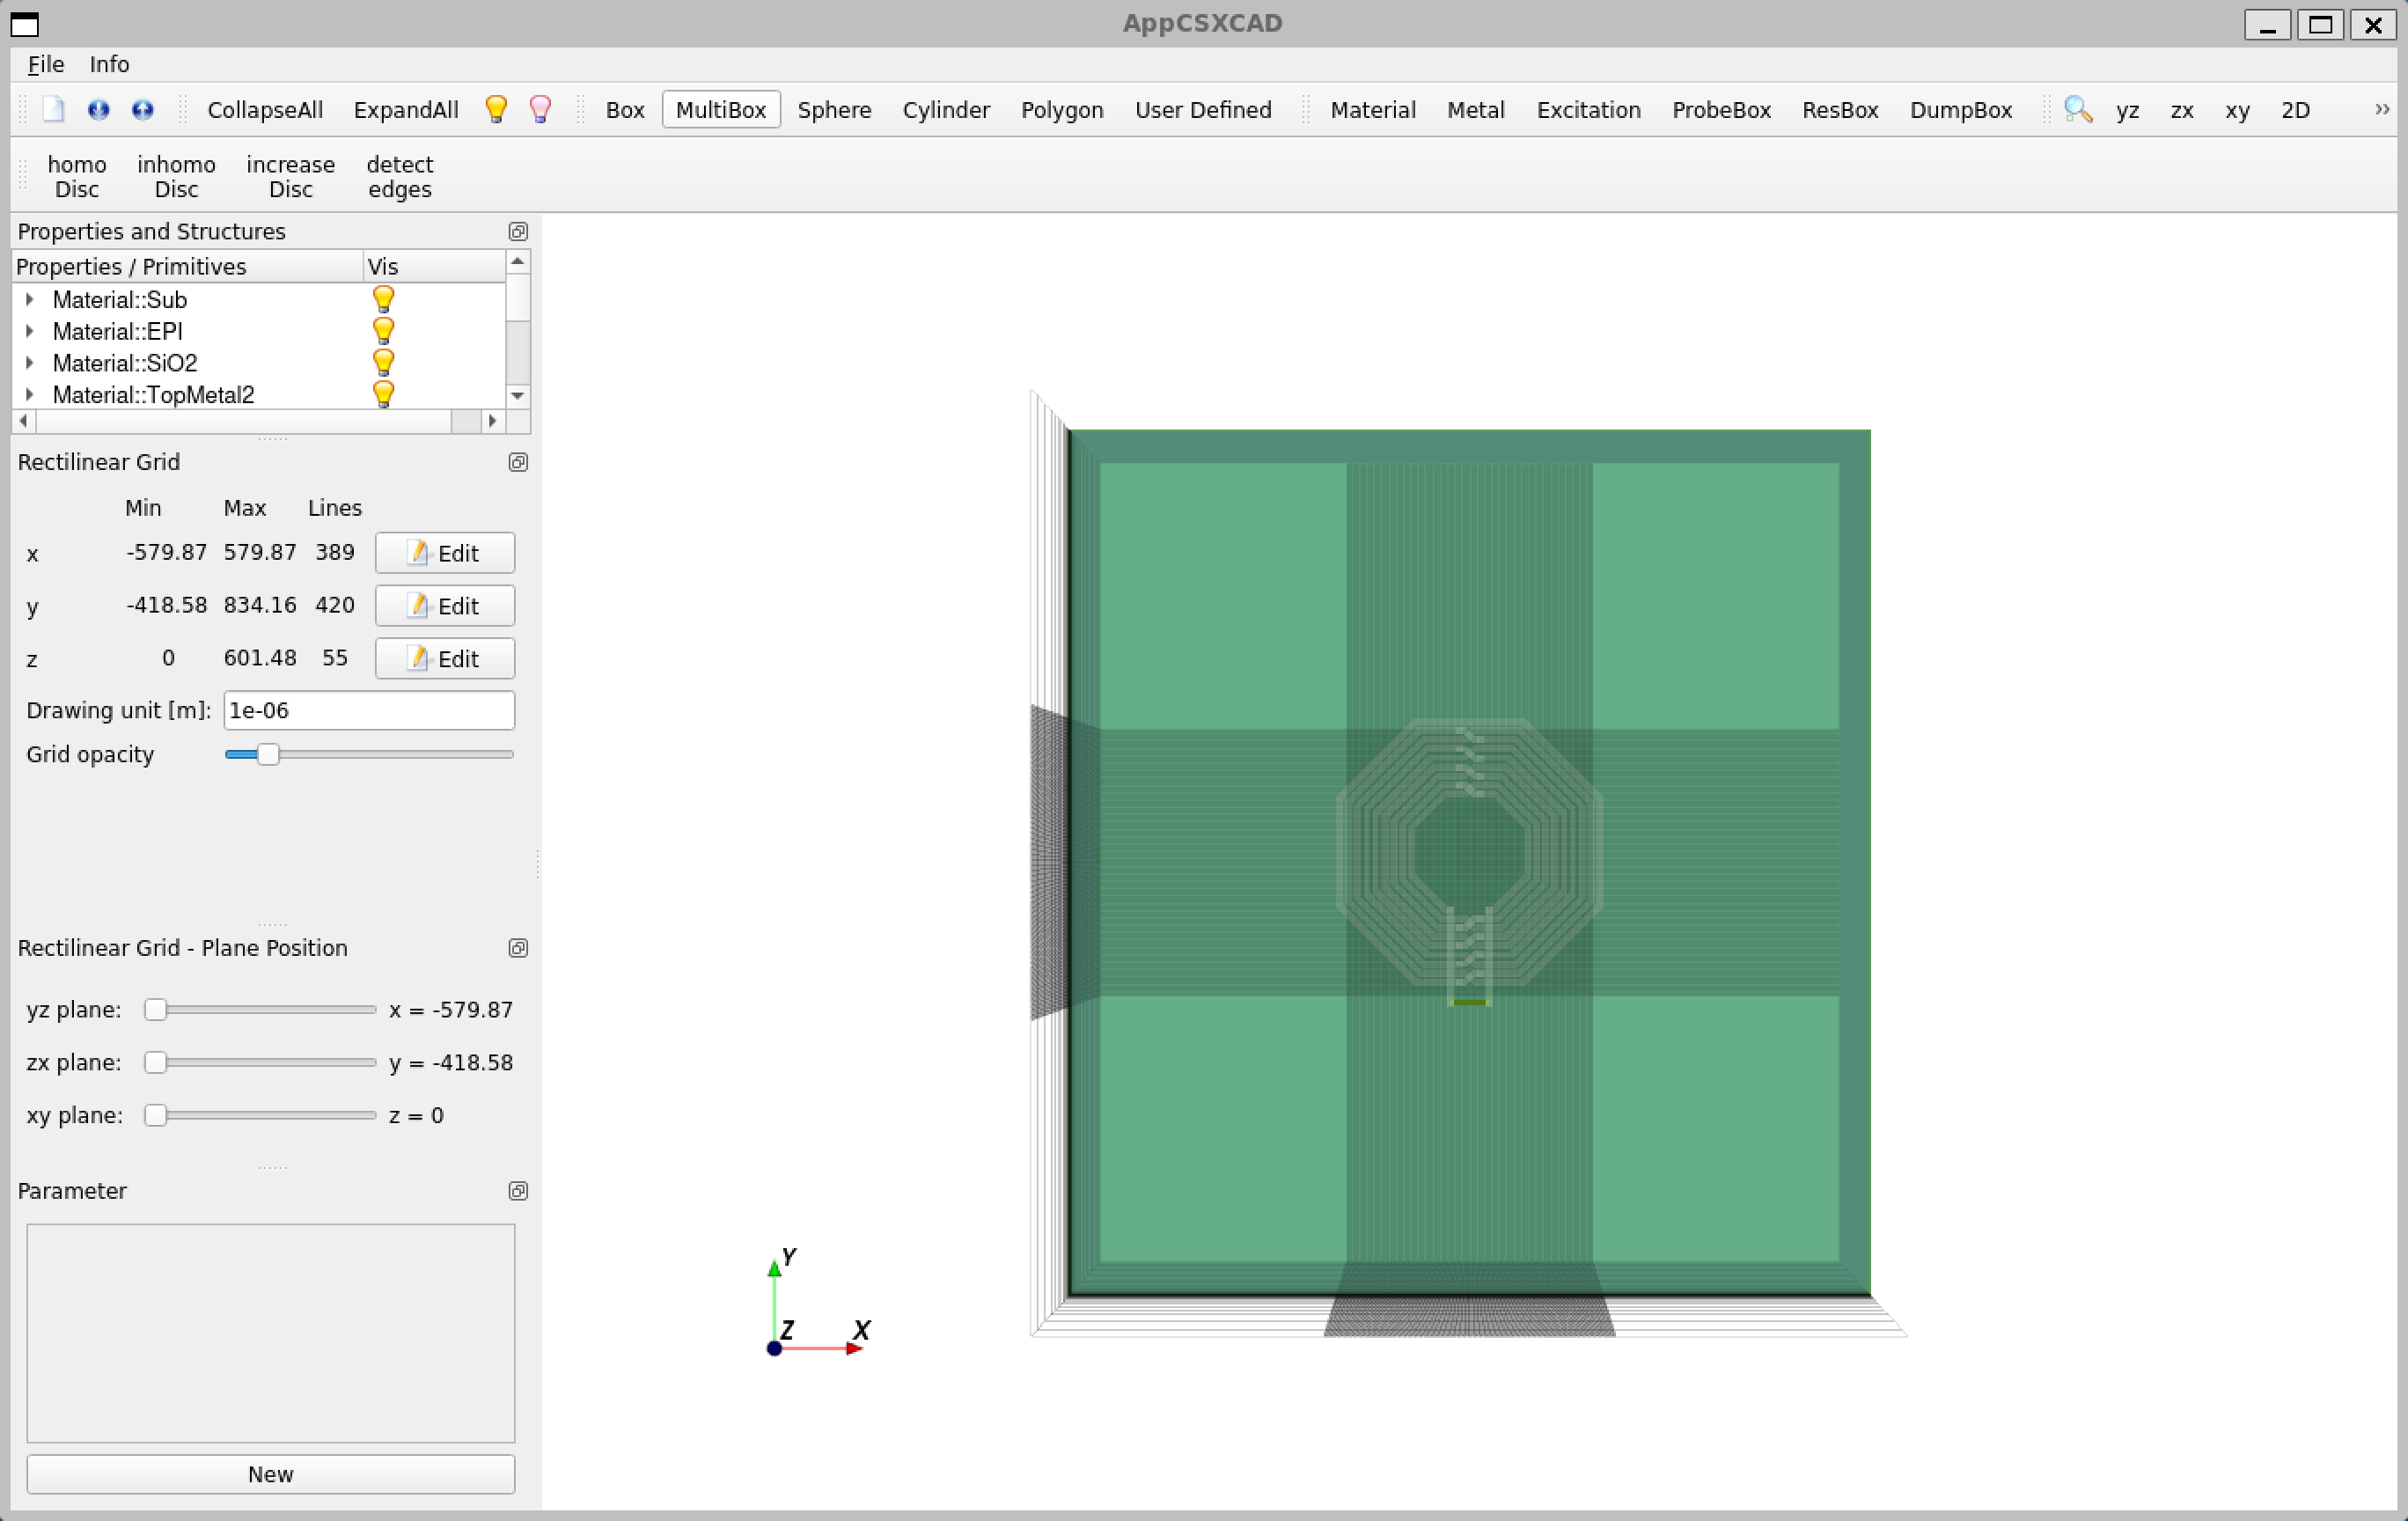 AppCSXCAD
File Info
CollapseAll ExpandAll Box MultiBox Sphere Cylinder Polygon User Defined Material Metal Excitation ProbeBox ResBox DumpBox yz zx xy 2D »
homo Disc inhomo Disc increase Disc detect edges
Properties and Structures
Properties / Primitives Vis
Material::Sub
Material::EPI
Material::SiO2
Material::TopMetal2
Rectilinear Grid
Min Max Lines
x -579.87 579.87 389 Edit
y -418.58 834.16 420 Edit
z 0 601.48 55 Edit
Drawing unit [m]: 1e-06
Grid opacity
Rectilinear Grid - Plane Position
yz plane: x = -579.87
zx plane: y = -418.58
xy plane: z = 0
Parameter
New
Y
Z X